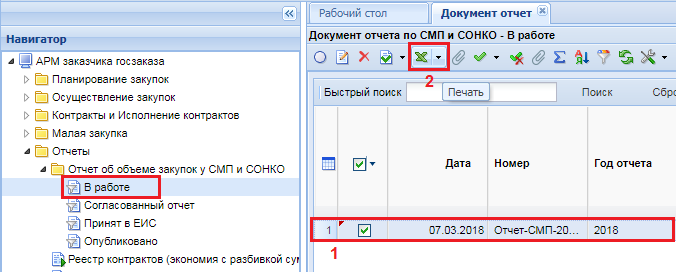 Навигатор
АРМ заказчика госзаказа
Планирование закупок
Осуществление закупок
Контракты и Исполнение контрактов
Малая закупка
Отчеты
Отчет об объеме закупок у СМП и СОНКО
В работе
Согласованный отчет
Принят в ЕИС
Опубликовано
Реестр контрактов (экономия с разбивкой сум
Рабочий стол
Документ отчет
Документ отчета по СМП и СОНКО - В работе
2
Быстрый поиск
Печать
Поиск
Сбро
Дата
Номер
Год отчета
1
07.03.2018
Отчет-СМП-20...
2018
1